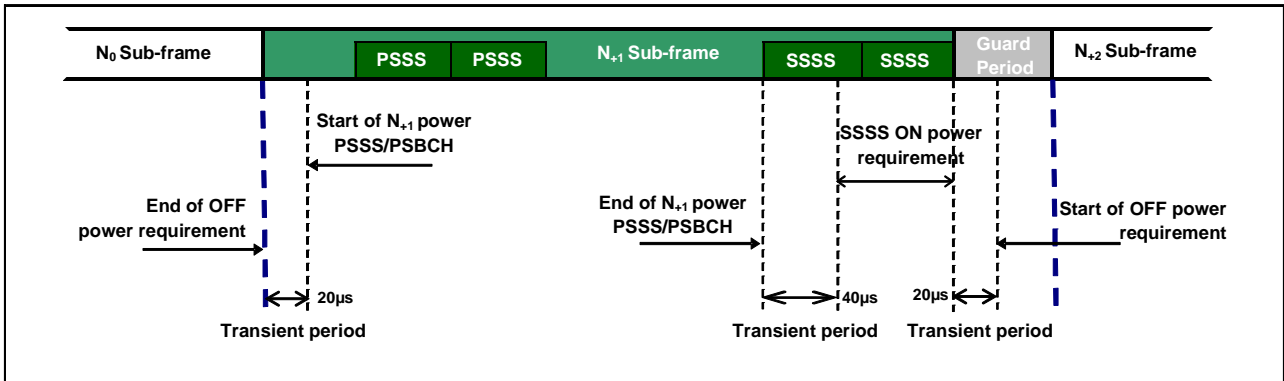 N₀ Sub-frame
PSSS
PSSS
N₊₁ Sub-frame
SSSS
SSSS
Guard
Period
N₊₂ Sub-frame
Start of N₊₁ power
PSSS/PSBCH
SSSS ON power
requirement
End of OFF
power requirement
End of N₊₁ power
PSSS/PSBCH
Start of OFF power
requirement
20µs
40µs
20µs
Transient period
Transient period
Transient period